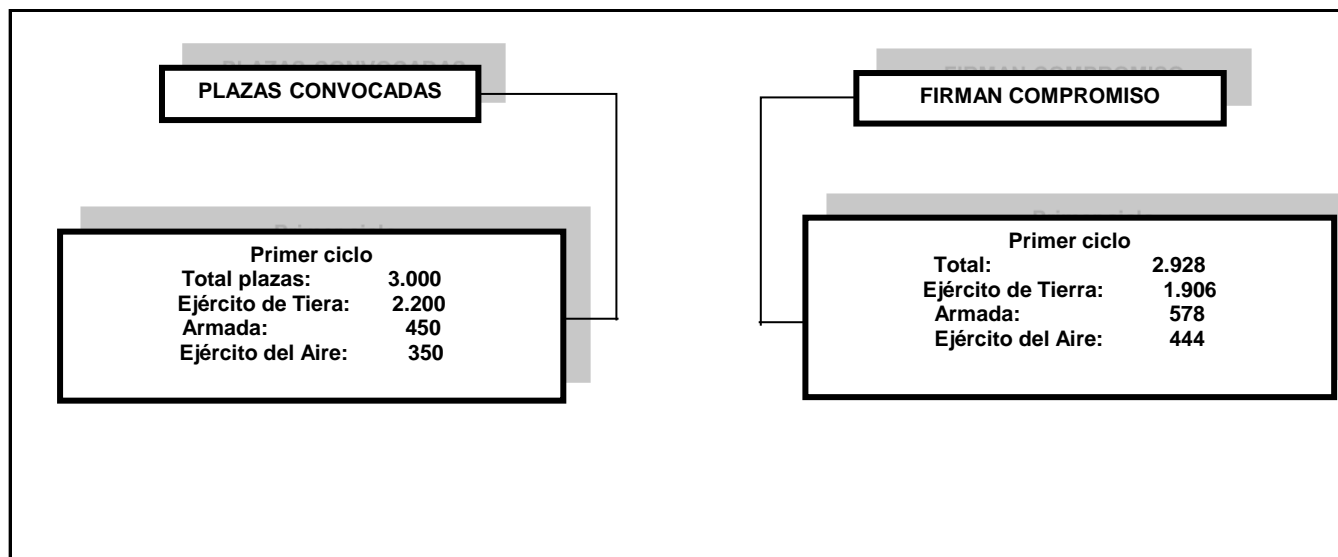 PLAZAS CONVOCADAS
Primer ciclo
Total plazas: 3.000
Ejército de Tiera: 2.200
Armada: 450
Ejército del Aire: 350
FIRMAN COMPROMISO
Primer ciclo
Total: 2.928
Ejército de Tierra: 1.906
Armada: 578
Ejército del Aire: 444